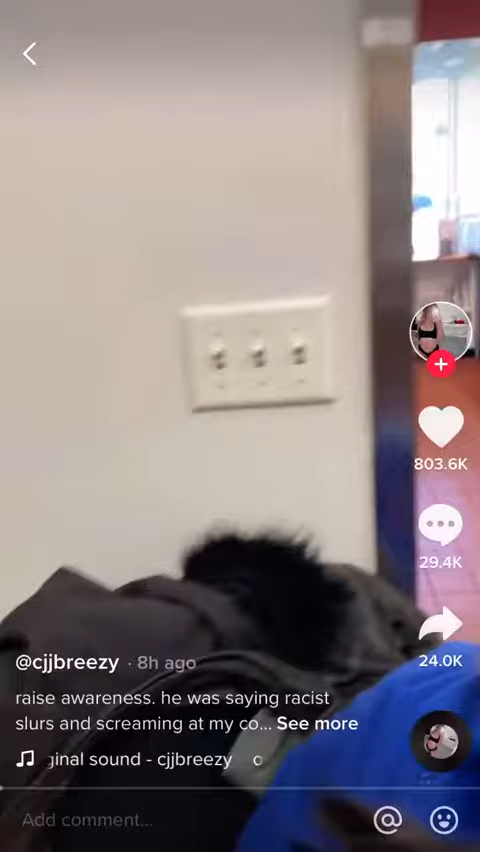 803.6K
29.4K
24.0K
@cjjbreezy · 8h ago
raise awareness. he was saying racist
slurs and screaming at my co... See more
ginal sound - cjjbreezy
Add comment...